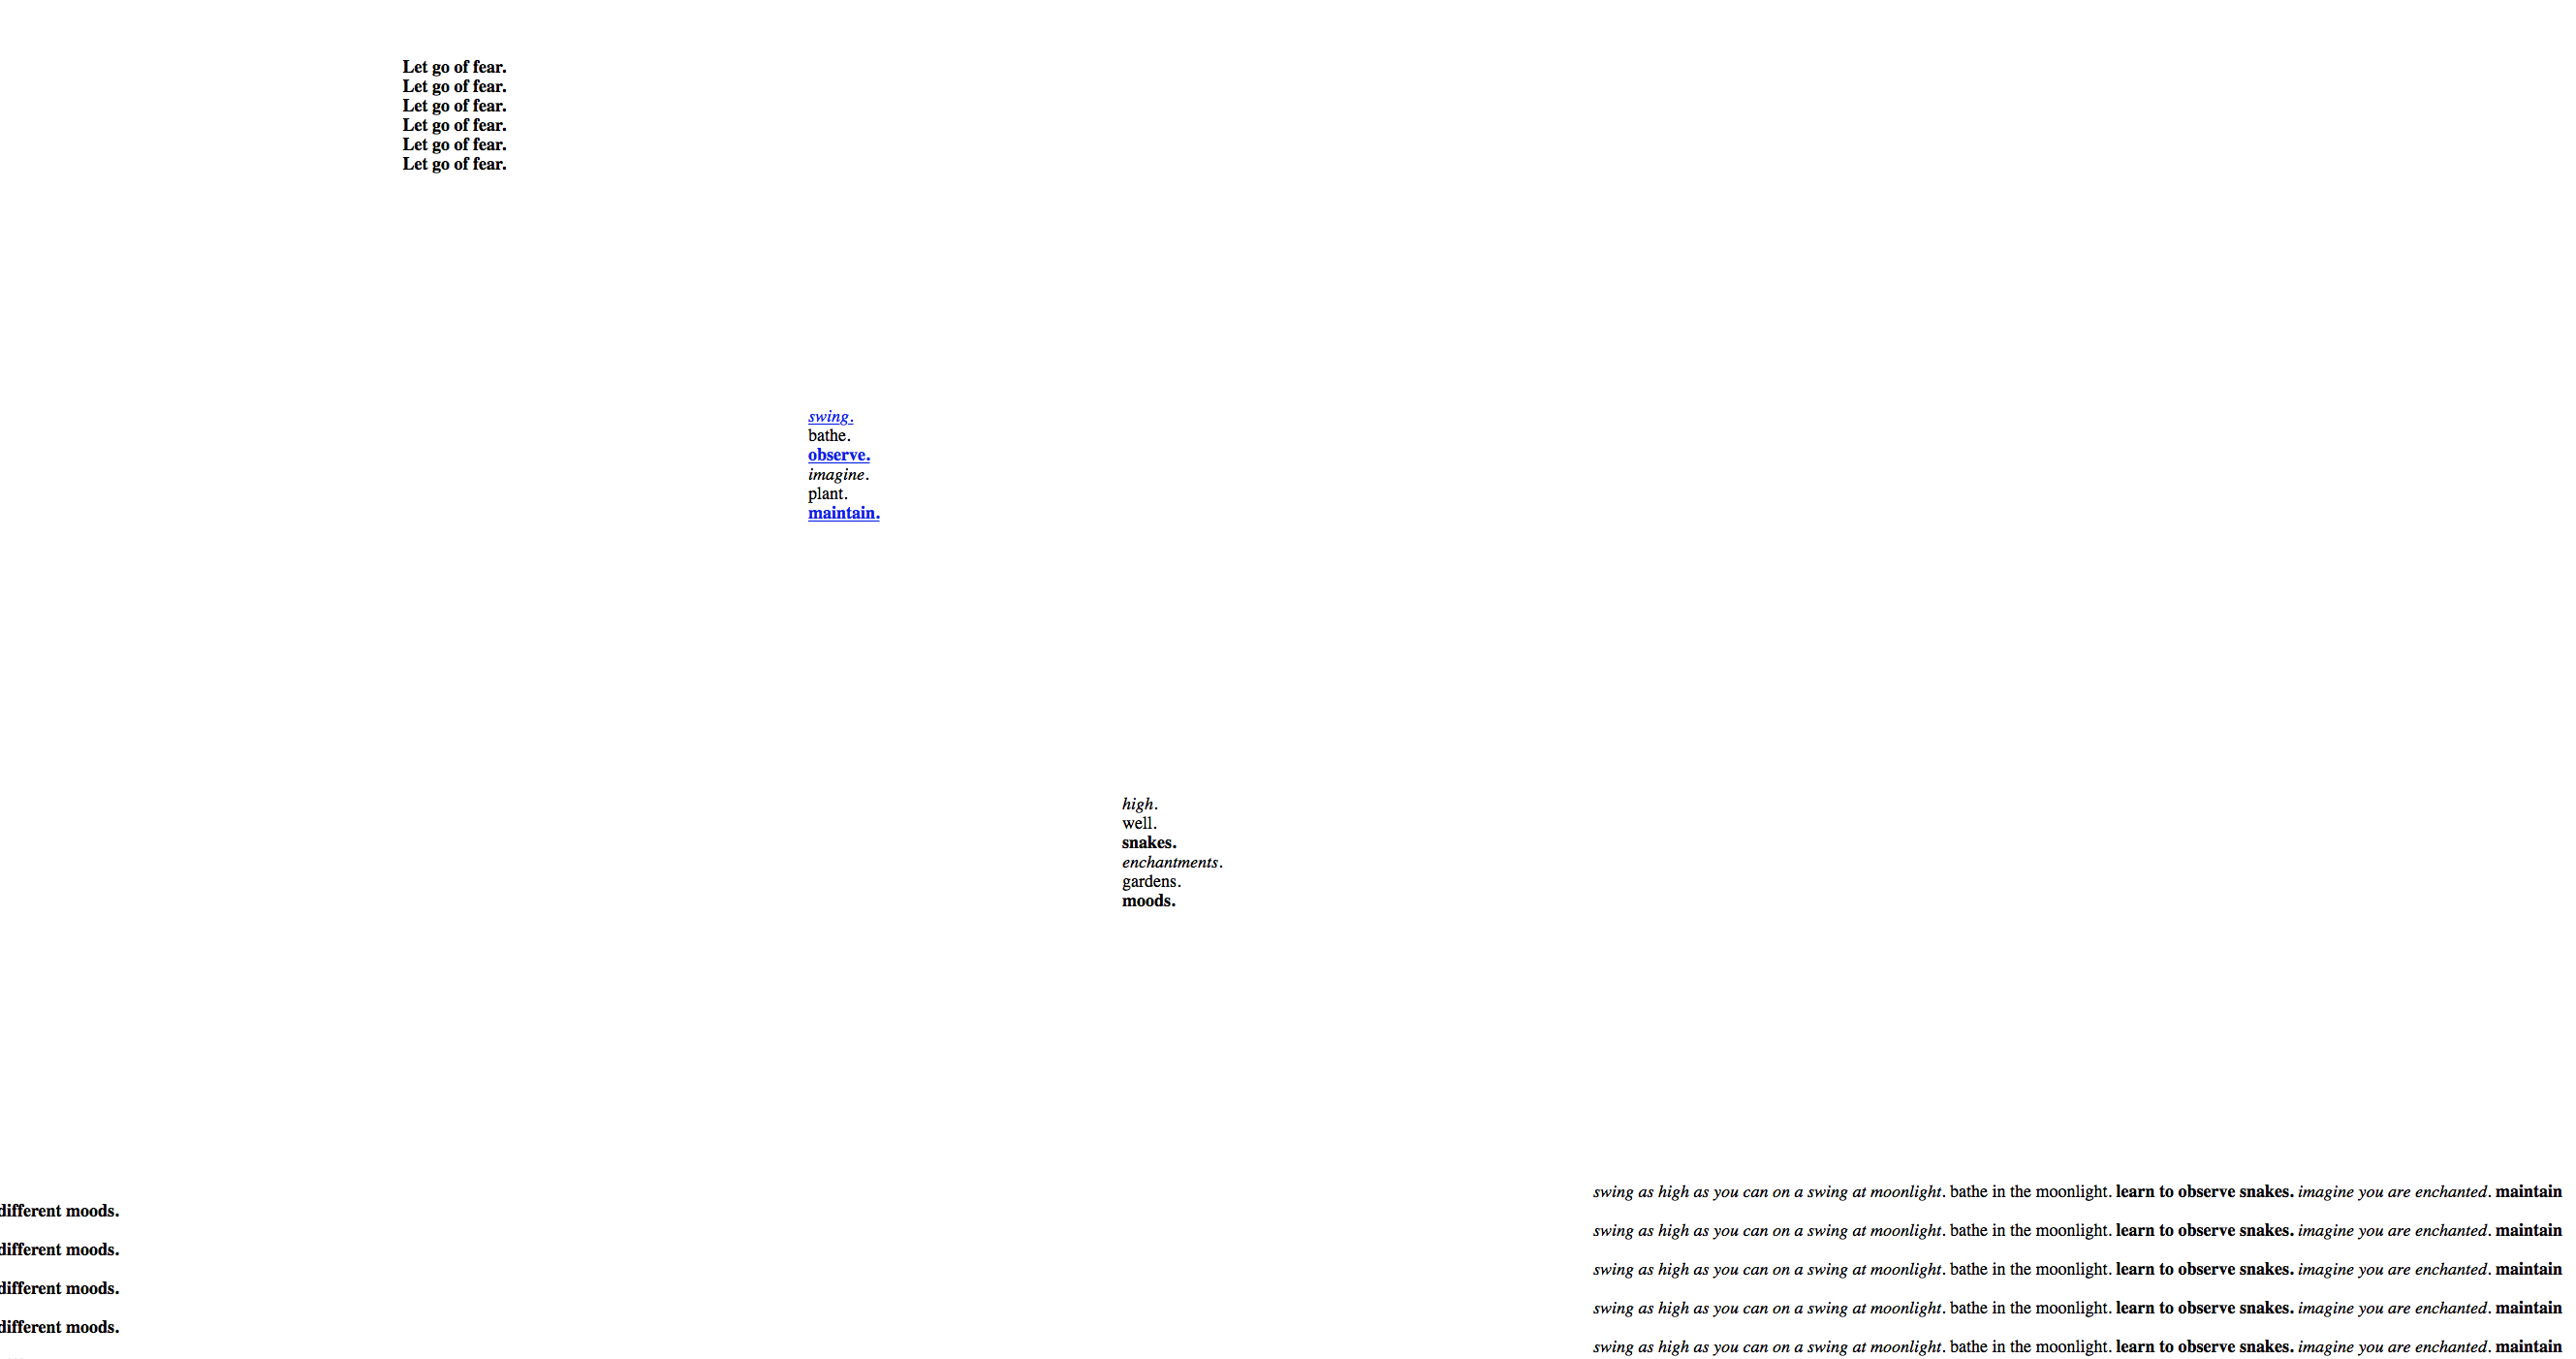 Let go of fear.
Let go of fear.
Let go of fear.
Let go of fear.
Let go of fear.
Let go of fear.
swing.
bathe.
observe.
imagine.
plant.
maintain.
high.
well.
snakes.
enchantments.
gardens.
moods.
swing as high as you can on a swing at moonlight. bathe in the moonlight. learn to observe snakes. imagine you are enchanted. maintain
different moods.
swing as high as you can on a swing at moonlight. bathe in the moonlight. learn to observe snakes. imagine you are enchanted. maintain
different moods.
swing as high as you can on a swing at moonlight. bathe in the moonlight. learn to observe snakes. imagine you are enchanted. maintain
different moods.
swing as high as you can on a swing at moonlight. bathe in the moonlight. learn to observe snakes. imagine you are enchanted. maintain
different moods.
swing as high as you can on a swing at moonlight. bathe in the moonlight. learn to observe snakes. imagine you are enchanted. maintain